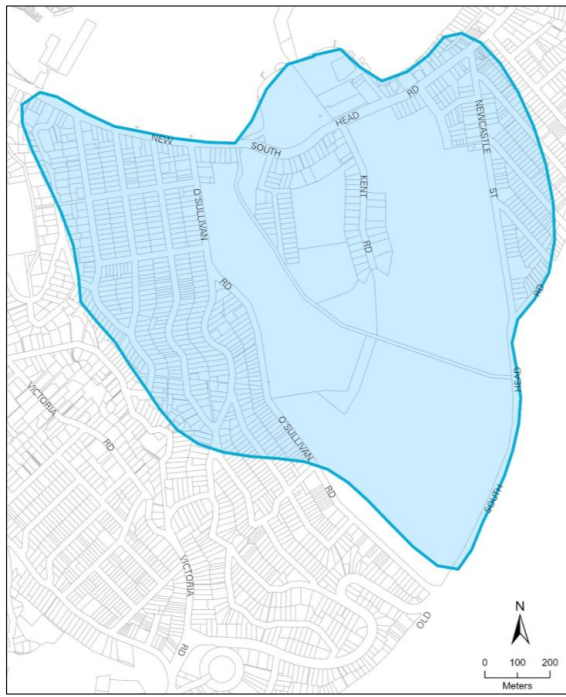 NEW
SOUTH
HEAD
RD
NEWCASTLE
ST
KENT
RD
O'SULLIVAN
RD
RD
HEAD
SOUTH
OLD
O'SULLIVAN
RD
VICTORIA
RD
VICTORIA
RD
N
0 100 200
Meters